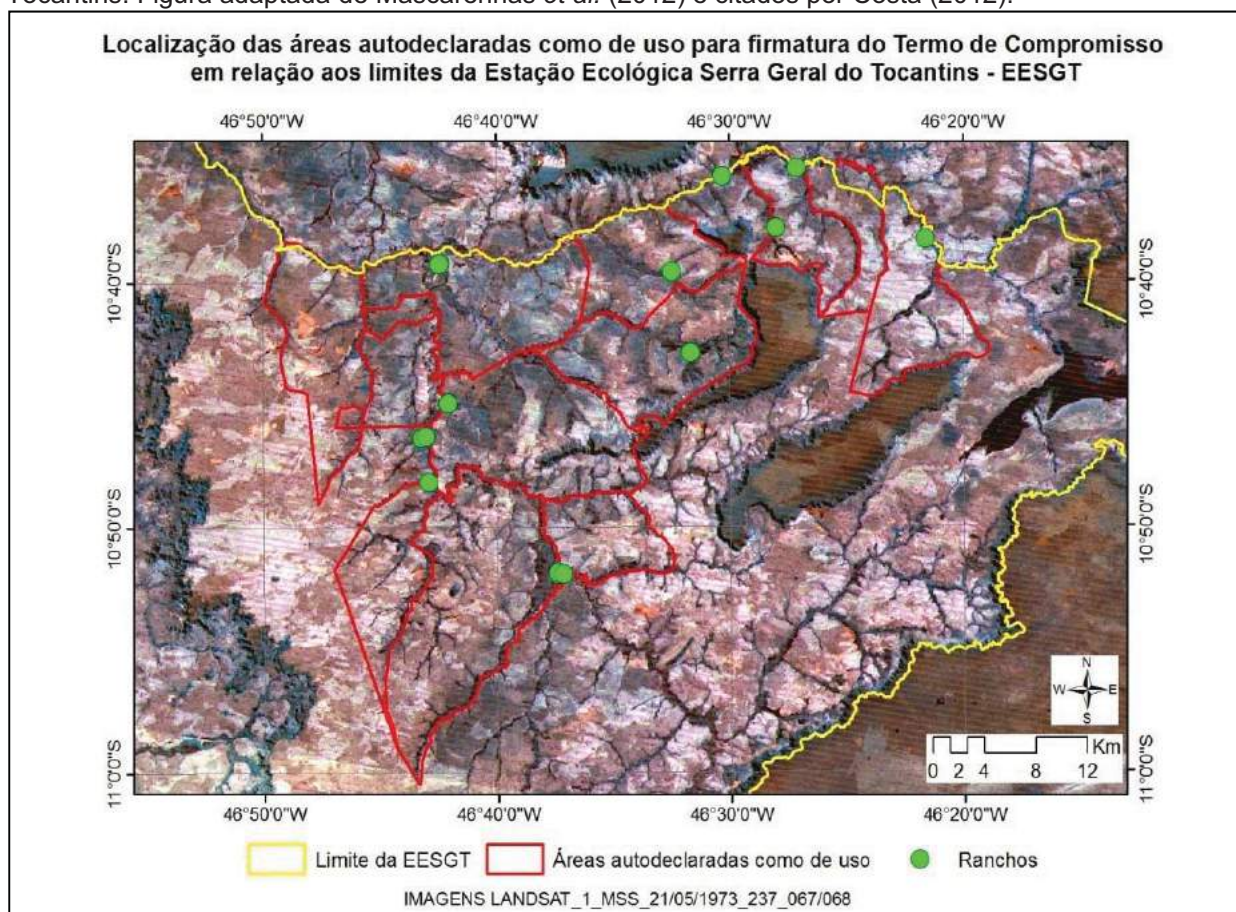 Tocantins. Figura adaptada de Mascarenhas et al. (2012) e citados por Costa (2012).
Localização das áreas autodeclaradas como de uso para firmatura do Termo de Compromisso
em relação aos limites da Estação Ecológica Serra Geral do Tocantins - EESGT
46°50'0"W 46°40'0"W 46°30'0"W 46°20'0"W
10°40'0"S 10°40'0"S
10°50'0"S 10°50'0"S
N
W E
S
Km
0 2 4 8 12
11°0'0"S 11°0'0"S
46°50'0"W 46°40'0"W 46°30'0"W 46°20'0"W
Limite da EESGT Áreas autodeclaradas como de uso Ranchos
IMAGENS LANDSAT_1_MSS_21/05/1973_237_067/068